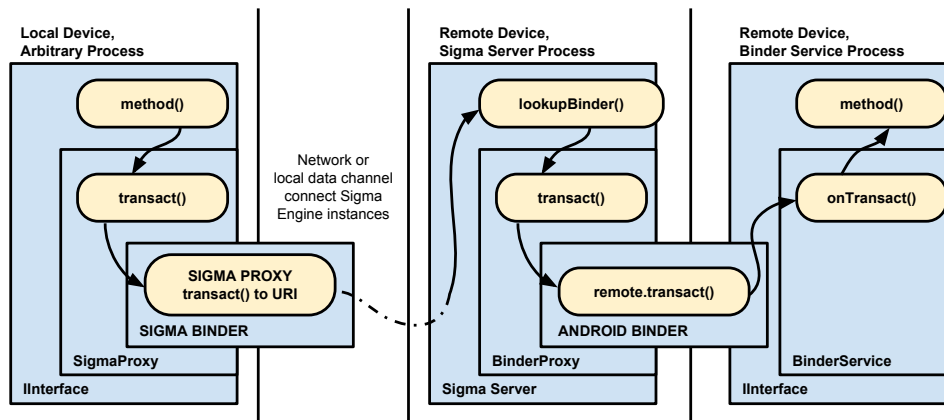 Local Device,
Arbitrary Process
method()
transact()
SIGMA PROXY
transact() to URI
SIGMA BINDER
SigmaProxy
IInterface
Network or
local data channel
connect Sigma
Engine instances
Remote Device,
Sigma Server Process
lookupBinder()
transact()
remote.transact()
ANDROID BINDER
BinderProxy
Sigma Server
Remote Device,
Binder Service Process
method()
onTransact()
BinderService
IInterface